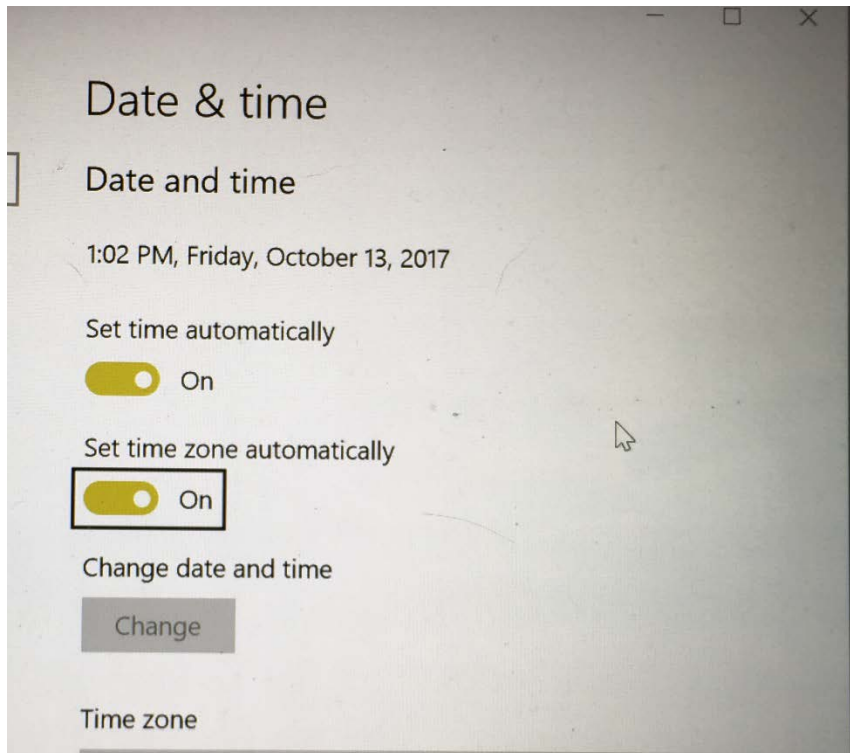 Date & time
Date and time
1:02 PM, Friday, October 13, 2017
Set time automatically
On
Set time zone automatically
On
Change date and time
Change
Time zone